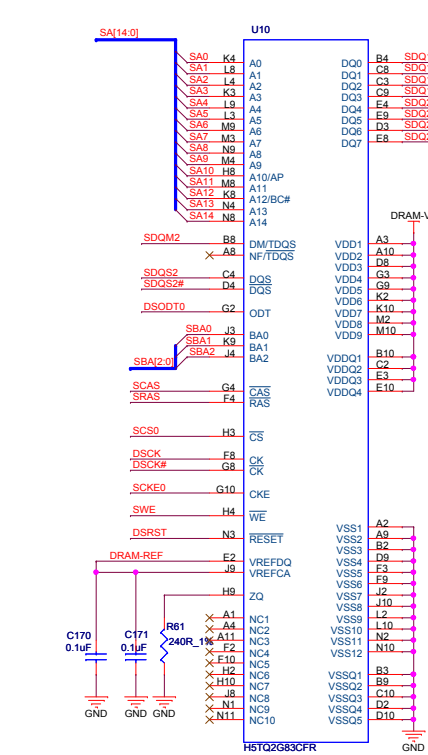 U10
SA[14:0]
SA0 K4 A0 DQ0 B4
SA1 L8 A1 DQ1 C8
SA2 L4 A2 DQ2 C3
SA3 K3 A3 DQ3 C9
SA4 L9 A4 DQ4 E4
SA5 L3 A5 DQ5 E9
SA6 M9 A6 DQ6 D3
SA7 M3 A7 DQ7 E8
SA8 N9 A8
SA9 M4 A9
SA10 H8 A10/AP
SA11 M8 A11
SA12 K8 A12/BC#
SA13 N4 A13
SA14 N8 A14
SDQM2 B8 DM/TDQS VDD1 A3
A8 NF/TDQS VDD2 A10
VDD3 D8
SDQS2 C4 DQS VDD4 G3
SDQS2# D4 DQS VDD5 G9
VDD6 K2
DSODT0 G2 ODT VDD7 K10
VDD8 M2
SBA0 J3 BA0 VDD9 M10
SBA1 K9 BA1
SBA2 J4 BA2 VDDQ1 B10
SBA[2:0] VDDQ2 C2
VDDQ3 E3
SCAS G4 CAS VDDQ4 E10
SRAS F4 RAS
SCS0 H3 CS
DSCK F8 CK
DSCK# G8 CK
SCKE0 G10 CKE
SWE H4 WE
VSS1 A2
DSRST N3 RESET VSS2 A9
VSS3 B2
DRAM-REF E2 VREFDQ VSS4 D9
J9 VREFCA VSS5 F3
VSS6 F9
H9 ZQ VSS7 J2
VSS8 J10
A1 NC1 VSS9 L2
A4 NC2 VSS10 L10
A11 NC3 VSS11 N2
F2 NC4 VSS12 N10
F10 NC5
H2 NC6 VSSQ1 B3
H10 NC7 VSSQ2 B9
J8 NC8 VSSQ3 C10
N1 NC9 VSSQ4 D2
N11 NC10 VSSQ5 D10
C170
0.1uF
C171
0.1uF
R61
240R_1%
GND
GND
GND
GND
H5TQ2G83CFR